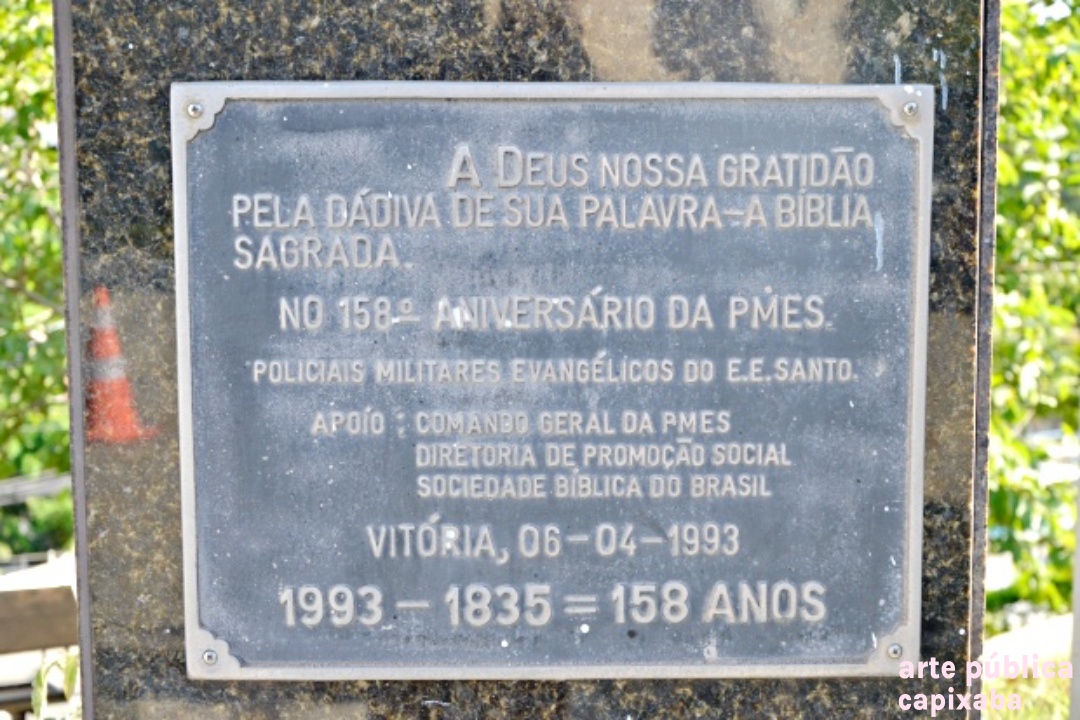 A DEUS NOSSA GRATIDÃO
PELA DÁDIVA DE SUA PALAVRA-A BÍBLIA
SAGRADA.
NO 158º ANIVERSÁRIO DA PMES.
POLICIAIS MILITARES EVANGÉLICOS DO E.E.SANTO.
APOIO : COMANDO GERAL DA PMES
DIRETORIA DE PROMOÇÃO SOCIAL
SOCIEDADE BÍBLICA DO BRASIL
VITÓRIA, 06-04-1993
1993 - 1835 = 158 ANOS
arte pública
capixaba